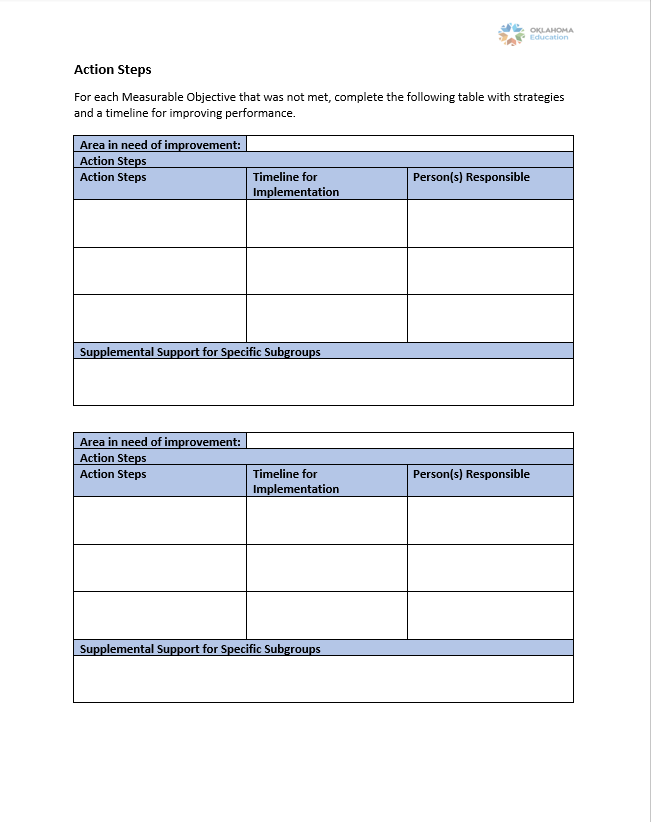 OKLAHOMA
Education
Action Steps
For each Measurable Objective that was not met, complete the following table with strategies
and a timeline for improving performance.
Area in need of improvement:
Action Steps
Action Steps
Timeline for
Implementation
Person(s) Responsible
Supplemental Support for Specific Subgroups
Area in need of improvement:
Action Steps
Action Steps
Timeline for
Implementation
Person(s) Responsible
Supplemental Support for Specific Subgroups